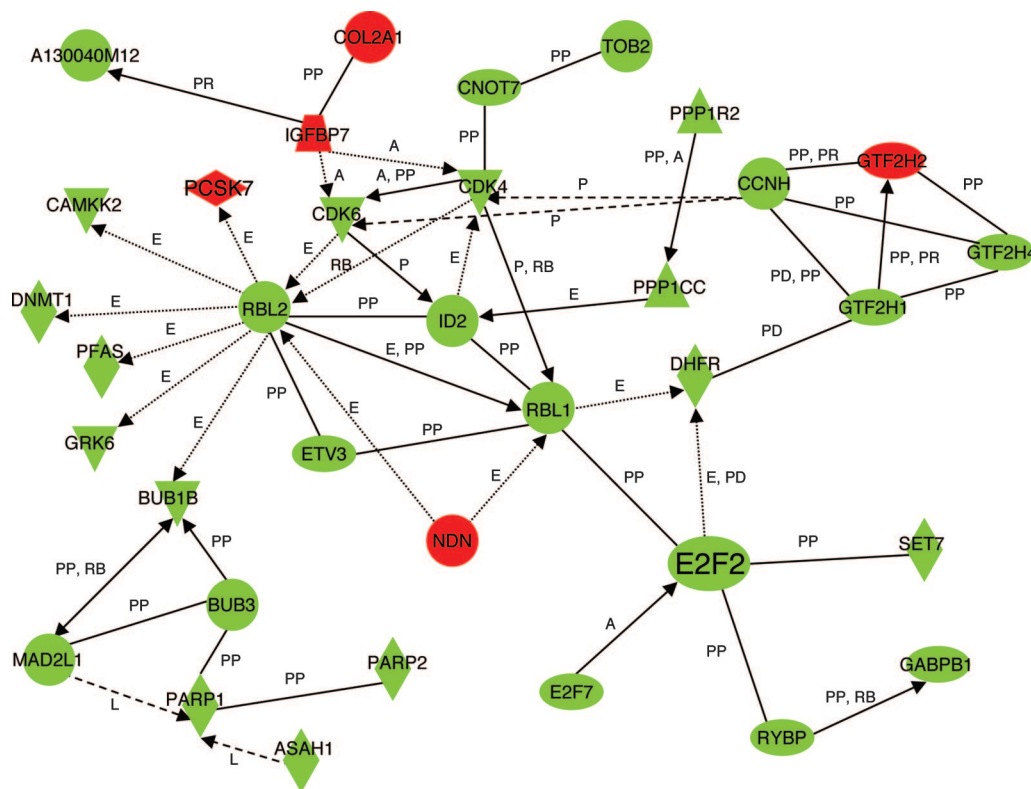 COL2A1
A130040M12
TOB2
PP
PP
PR
CNOT7
PPP1R2
IGFBP7
PP
A
PP, A
PP, PR
GTF2H2
PCSK7
A
A, PP
CDK4
CCNH
PP
CAMKK2
P
CDK6
P
PP
GTF2H4
E
E
E
RB
P
E
P, RB
PD, PP
PP, PR
PPP1CC
DNMT1
E
RBL2
PP
ID2
E
GTF2H1
PP
PFAS
E
E, PP
PP
PD
DHFR
E
E
RBL1
PP
E
GRK6
E
ETV3
PP
PP
E, PD
BUB1B
E
NDN
PP
SET7
E2F2
PP, RB
PP
PP
BUB3
A
MAD2L1
PP
PP
PARP2
PP
GABPB1
L
PARP1
E2F7
PP, RB
RYBP
L
ASAH1